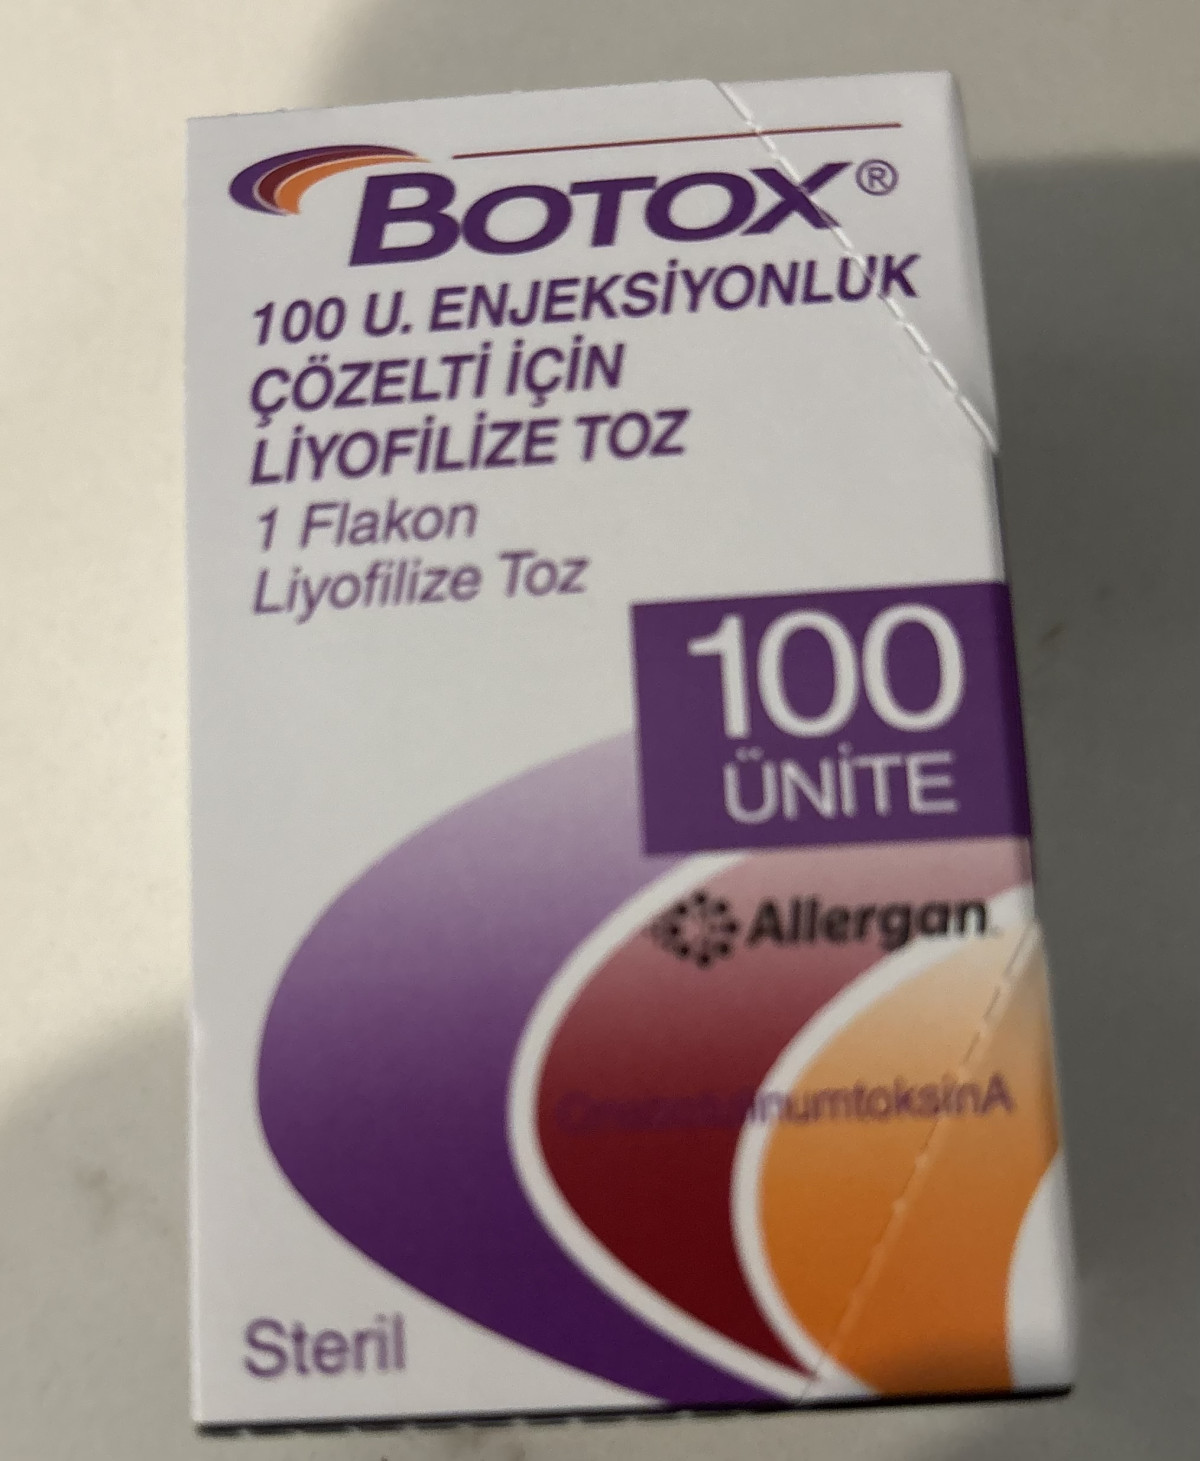 BOTOX®
100 U. ENJEKSİYONLUK
ÇÖZELTİ İÇİN
LİYOFİLİZE TOZ
1 Flakon
Liyofilize Toz
100
ÜNİTE
Allergan
Steril